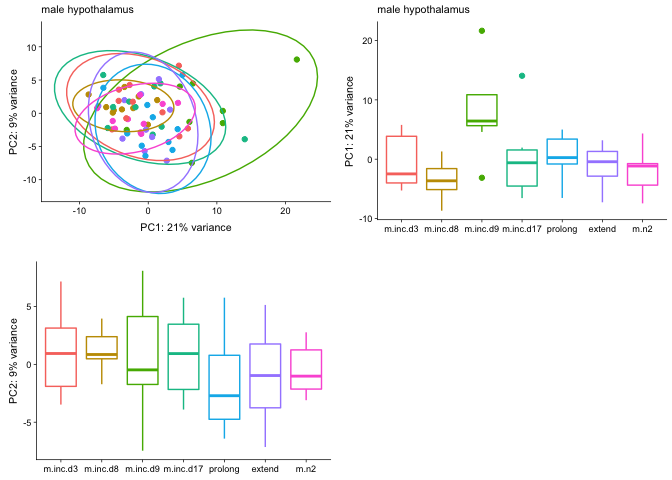 male hypothalamus
PC2: 9% variance
10
5
0
-5
-10
-10
0
10
20
PC1: 21% variance
male hypothalamus
PC1: 21% variance
20
10
0
-10
m.inc.d3 m.inc.d8 m.inc.d9 m.inc.d17 prolong extend m.n2
PC2: 9% variance
5
0
-5
m.inc.d3 m.inc.d8 m.inc.d9 m.inc.d17 prolong extend m.n2